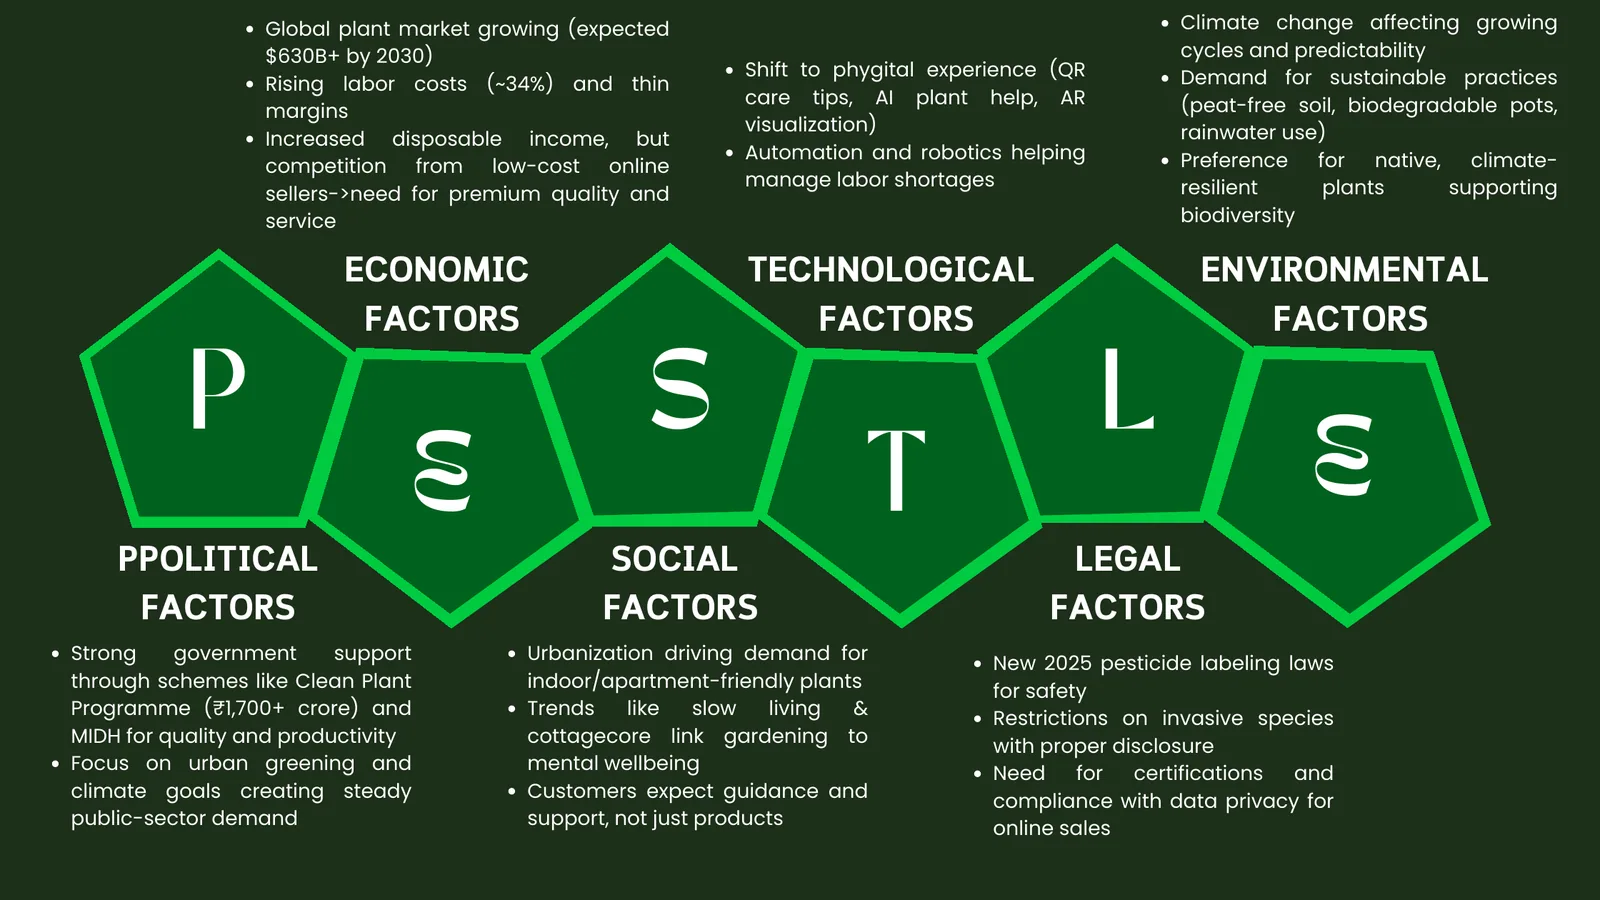 • Global plant market growing (expected
$630B+ by 2030)
• Rising labor costs (~34%) and thin
margins
• Increased disposable income, but
competition from low-cost online
sellers->need for premium quality and
service
• Shift to phygital experience (QR
care tips, AI plant help, AR
visualization)
• Automation and robotics helping
manage labor shortages
• Climate change affecting growing
cycles and predictability
• Demand for sustainable practices
(peat-free soil, biodegradable pots,
rainwater use)
• Preference for native, climate-
resilient plants supporting
biodiversity
ECONOMIC
FACTORS
TECHNOLOGICAL
FACTORS
ENVIRONMENTAL
FACTORS
P
E
S
T
L
E
PPOLITICAL
FACTORS
SOCIAL
FACTORS
LEGAL
FACTORS
• Strong government support
through schemes like Clean Plant
Programme (₹1,700+ crore) and
MIDH for quality and productivity
• Focus on urban greening and
climate goals creating steady
public-sector demand
• Urbanization driving demand for
indoor/apartment-friendly plants
• Trends like slow living &
cottagecore link gardening to
mental wellbeing
• Customers expect guidance and
support, not just products
• New 2025 pesticide labeling laws
for safety
• Restrictions on invasive species
with proper disclosure
• Need for certifications and
compliance with data privacy for
online sales